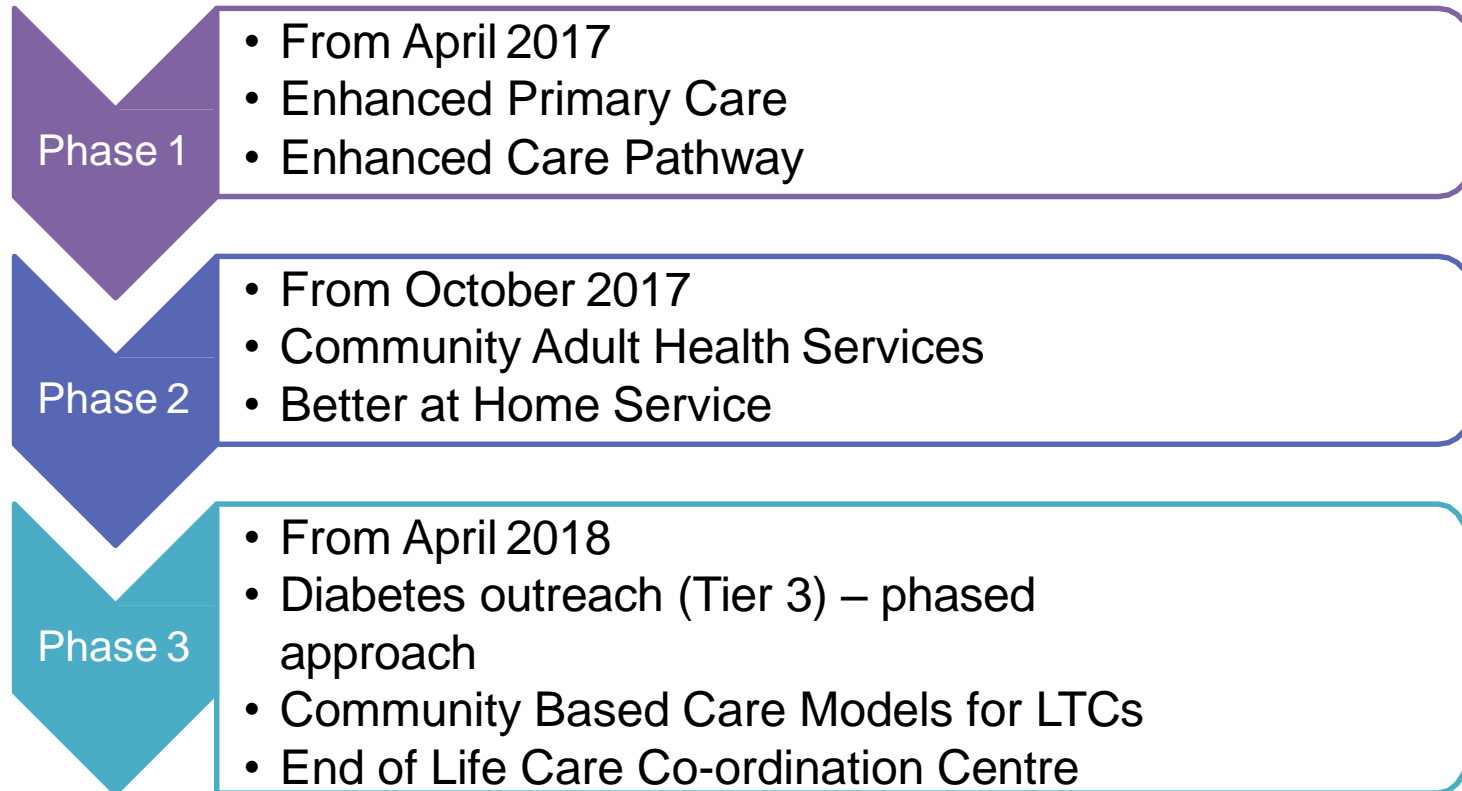 Phase 1
• From April 2017
• Enhanced Primary Care
• Enhanced Care Pathway
Phase 2
• From October 2017
• Community Adult Health Services
• Better at Home Service
Phase 3
• From April 2018
• Diabetes outreach (Tier 3) – phased
approach
• Community Based Care Models for LTCs
• End of Life Care Co-ordination Centre